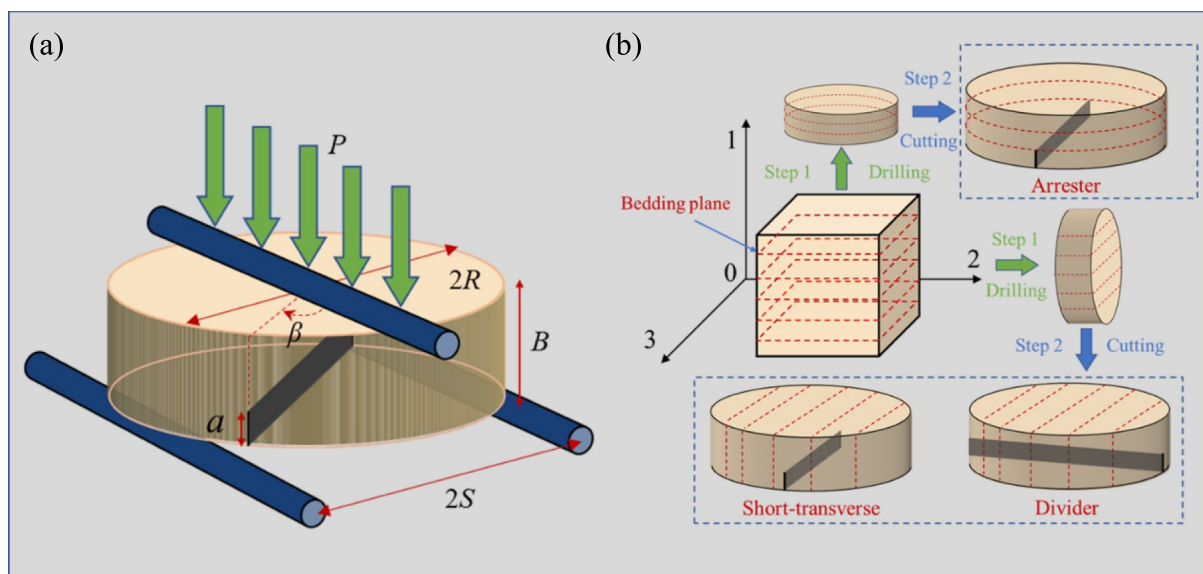 (a)
P
2R
β
B
a
2S
(b)
Step 2
Cutting
Arrester
1
Step 1
Drilling
Bedding plane
0
2
3
Step 1
Drilling
Step 2
Cutting
Short-transverse
Divider